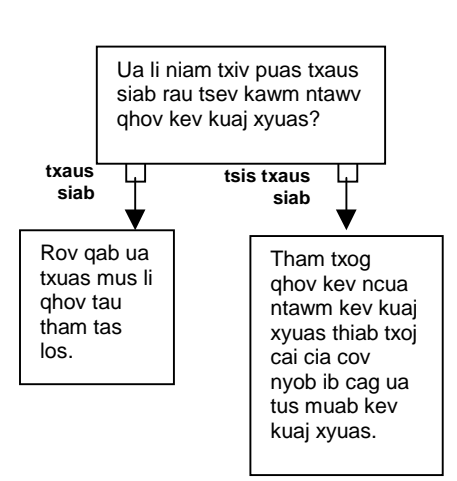 Ua li niam txiv puas txaus
siab rau tsev kawm ntawv
qhov kev kuaj xyuas?
txaus
siab
tsis txaus
siab
Rov qab ua
txuas mus li
qhov tau
tham tas
los.
Tham txog
qhov kev ncua
ntawm kev kuaj
xyuas thiab txoj
cai cia cov
nyob ib cag ua
tus muab kev
kuaj xyuas.